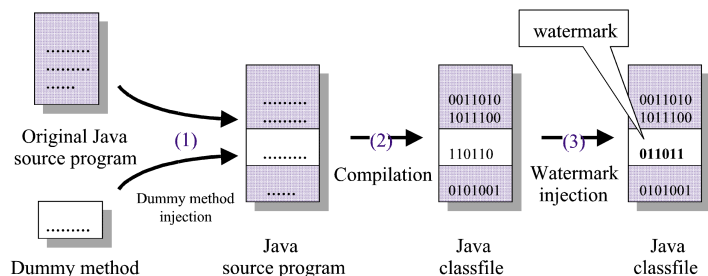 watermark
.........
.........
......
Original Java
source program
(1)
Dummy method
injection
.........
Dummy method
.........
.........
.........
......
Java
source program
(2)
Compilation
0011010
1011100
110110
0101001
Java
classfile
(3)
Watermark
injection
0011010
1011100
011011
0101001
Java
classfile